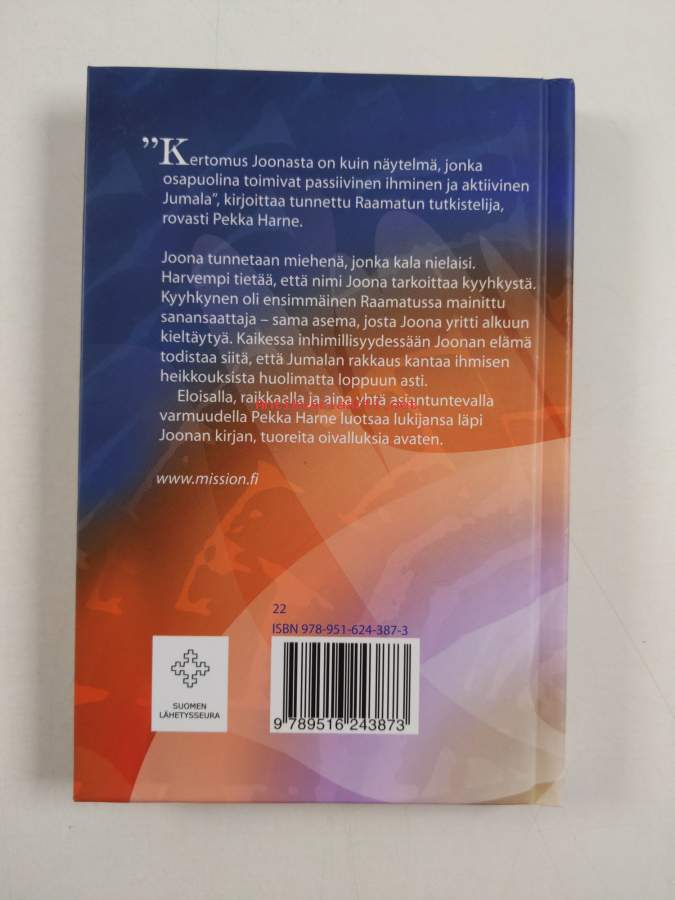 ”Kertomus Joonasta on kuin näytelmä, jonka
osapuolina toimivat passiivinen ihminen ja aktiivinen
Jumala”, kirjoittaa tunnettu Raamatun tutkistelija,
rovasti Pekka Harne.
Joona tunnetaan miehenä, jonka kala nielaisi.
Harvempi tietää, että nimi Joona tarkoittaa kyyhkystä.
Kyyhkynen oli ensimmäinen Raamatussa mainittu
sanansaattaja – sama asema, josta Joona yritti alkuun
kieltäytyä. Kaikessa inhimillisyydessään Joonan elämä
todistaa siitä, että Jumalan rakkaus kantaa ihmisen
heikkouksista huolimatta loppuun asti.
Eloisalla, raikkaalla ja aina yhtä asiantuntevalla
varmuudella Pekka Harne luotsaa lukijansa läpi
Joonan kirjan, tuoreita oivalluksia avaten.
www.mission.fi
22
ISBN 978-951-624-387-3
SUOMEN
LÄHETYSSEURA
9 789516 243873